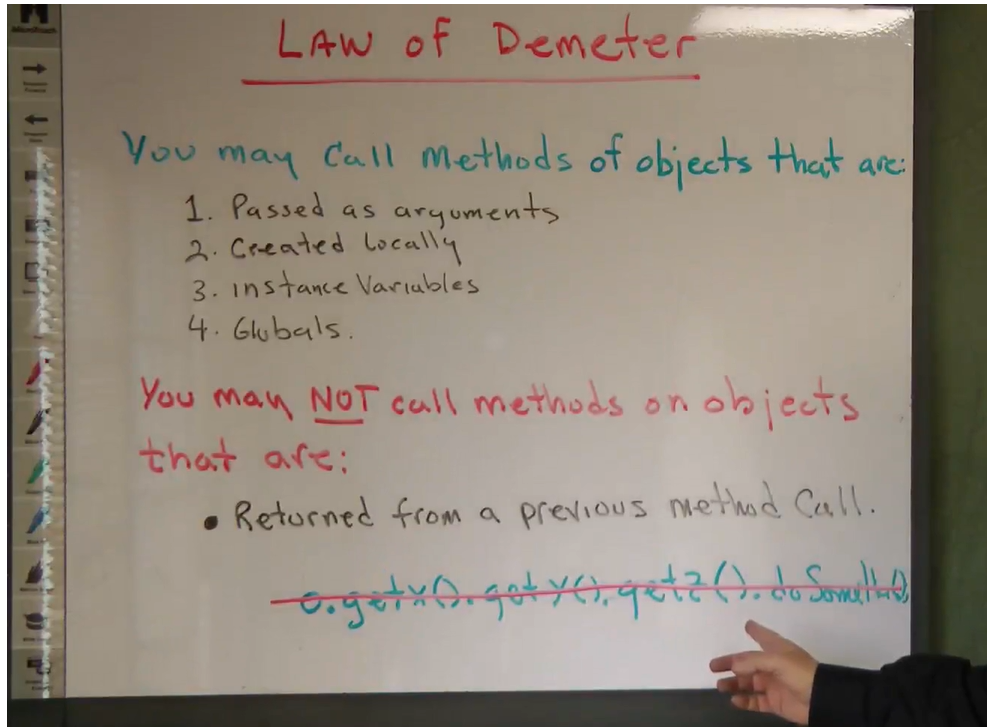 LAW of Demeter
You may call methods of objects that are:
1. Passed as arguments
2. Created locally
3. instance Variables
4. Globals.
You may NOT call methods on objects
that are:
• Returned from a previous method Call.
o.getX().getY().getZ().doSomething()